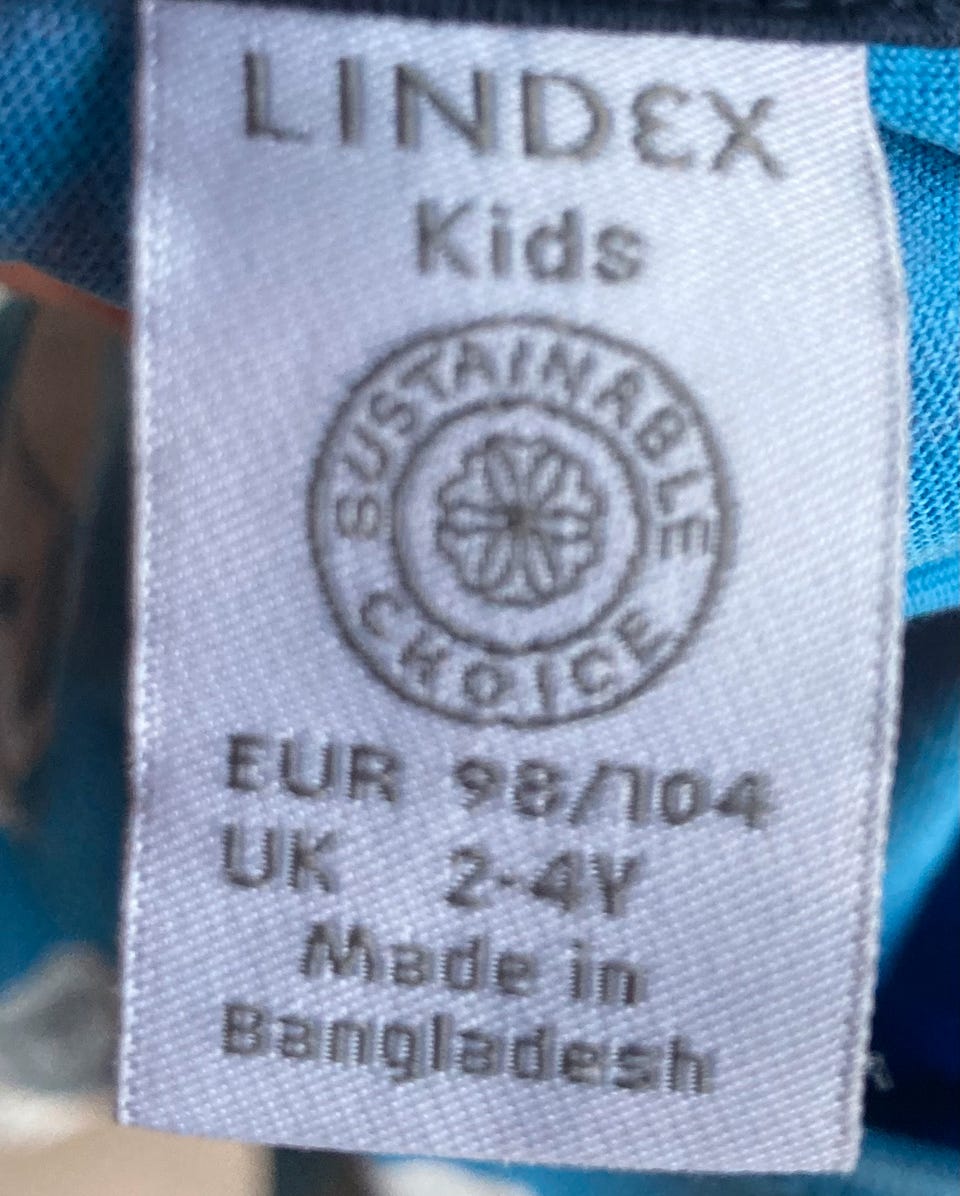 LINDEX
Kids
SUSTAINABLE
CHOICE
EUR 98/104
UK 2-4Y
Made in
Bangladesh